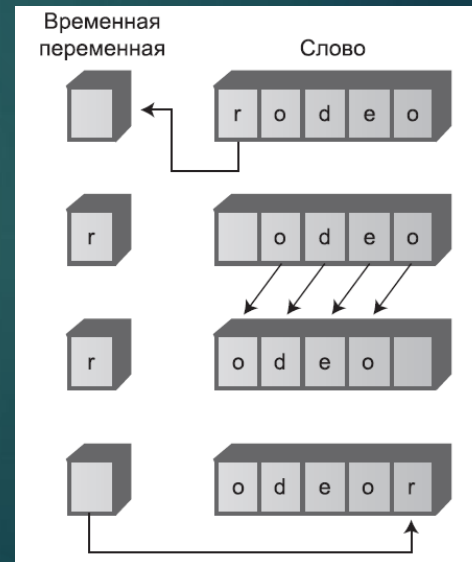 Временная
переменная
Слово
r o d e o
r
o d e o
r
o d e o
o d e o r